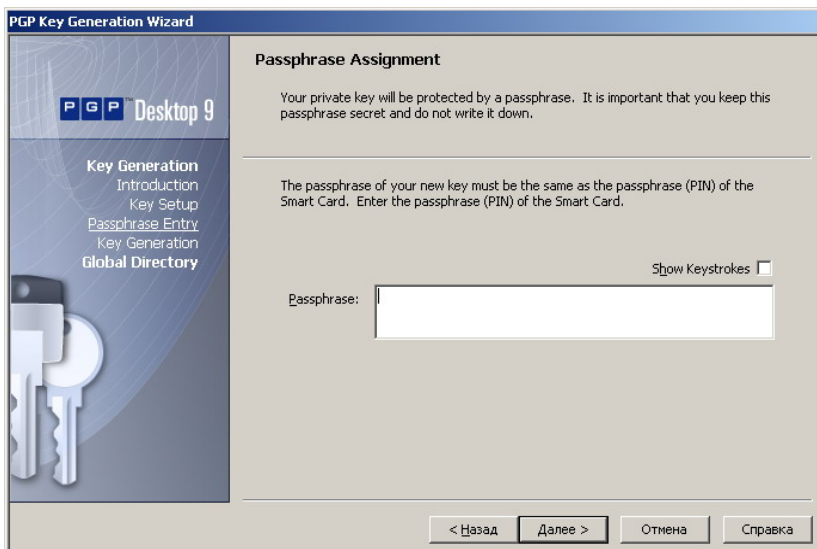 PGP Key Generation Wizard
PGP™ Desktop 9
Key Generation
Introduction
Key Setup
Passphrase Entry
Key Generation
Global Directory
Passphrase Assignment
Your private key will be protected by a passphrase. It is important that you keep this
passphrase secret and do not write it down.
The passphrase of your new key must be the same as the passphrase (PIN) of the
Smart Card. Enter the passphrase (PIN) of the Smart Card.
Show Keystrokes
Passphrase:
< Назад
Далее >
Отмена
Справка